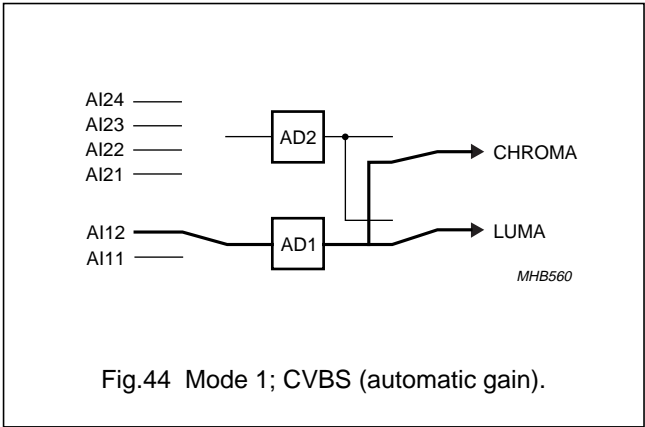 AI24
AI23
AI22
AI21
AD2
CHROMA
AI12
AI11
AD1
LUMA
MHB560
Fig.44 Mode 1; CVBS (automatic gain).